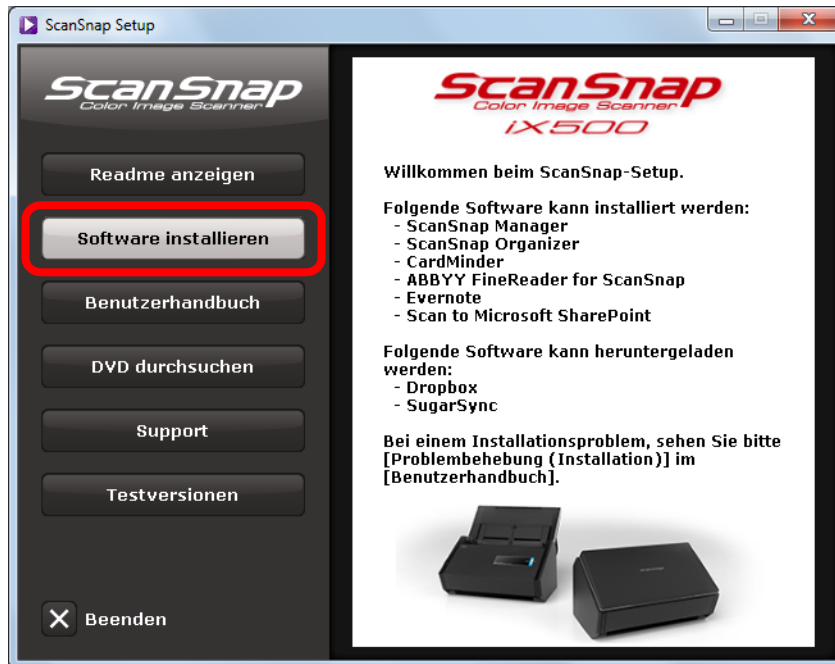 ScanSnap Setup
ScanSnap
Color Image Scanner
Readme anzeigen
Software installieren
Benutzerhandbuch
DVD durchsuchen
Support
Testversionen
Beenden
ScanSnap
Color Image Scanner
iX500
Willkommen beim ScanSnap-Setup.
Folgende Software kann installiert werden:
- ScanSnap Manager
- ScanSnap Organizer
- CardMinder
- ABBYY FineReader for ScanSnap
- Evernote
- Scan to Microsoft SharePoint
Folgende Software kann heruntergeladen
werden:
- Dropbox
- SugarSync
Bei einem Installationsproblem, sehen Sie bitte
[Problembehebung (Installation)] im
[Benutzerhandbuch].